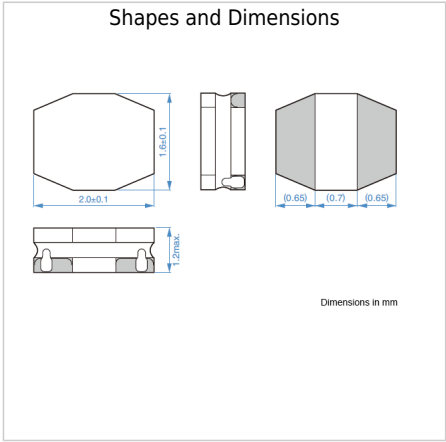 Shapes and Dimensions
1.6±0.1
2.0±0.1
(0.65) (0.7) (0.65)
1.2max.
Dimensions in mm